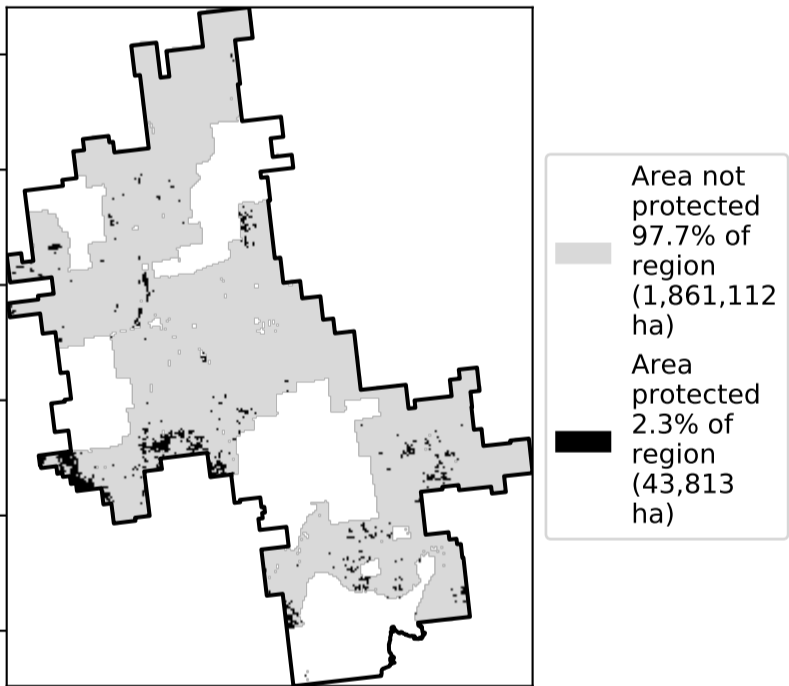 Area not
protected
97.7% of
region
(1,861,112
ha)
Area
protected
2.3% of
region
(43,813
ha)